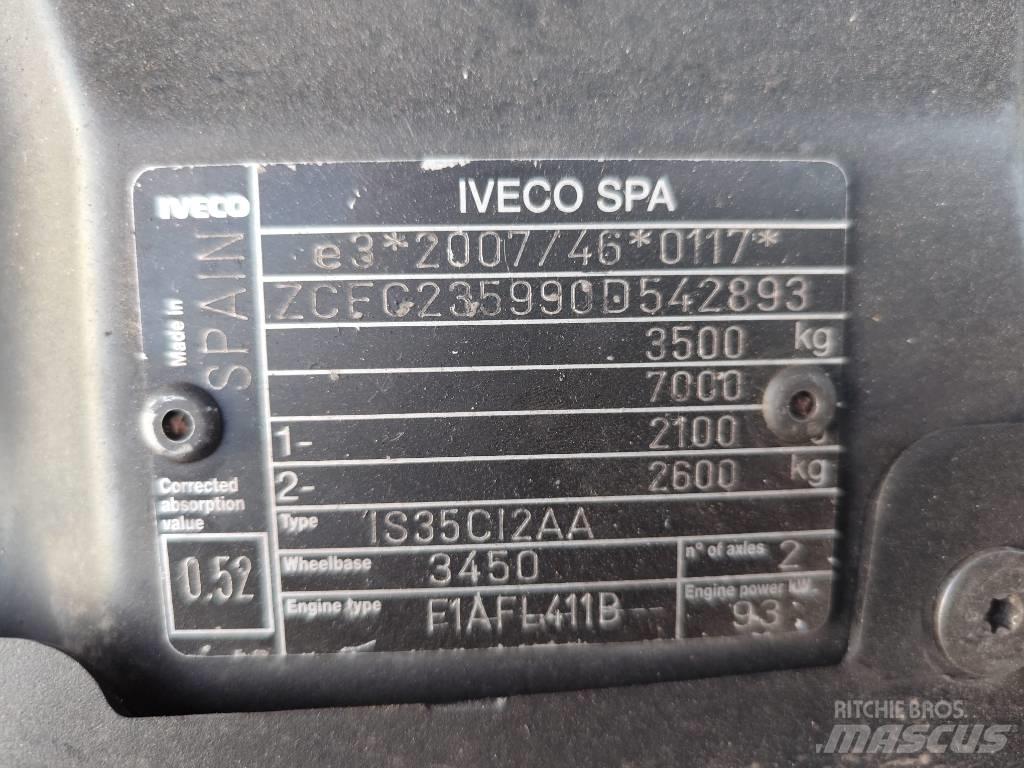 IVECO
IVECO SPA
Made in
SPAIN
e3*2007/46*0117*
ZCFC235990D542893
3500 kg
7000
1- 2100
2- 2600 kg
Corrected
absorption
value
0.52
Type 1S35CI2AA
Wheelbase 3450 n° of axles 2
Engine type F1AFL411B Engine power kW 93
RITCHIE BROS.
MASCUS